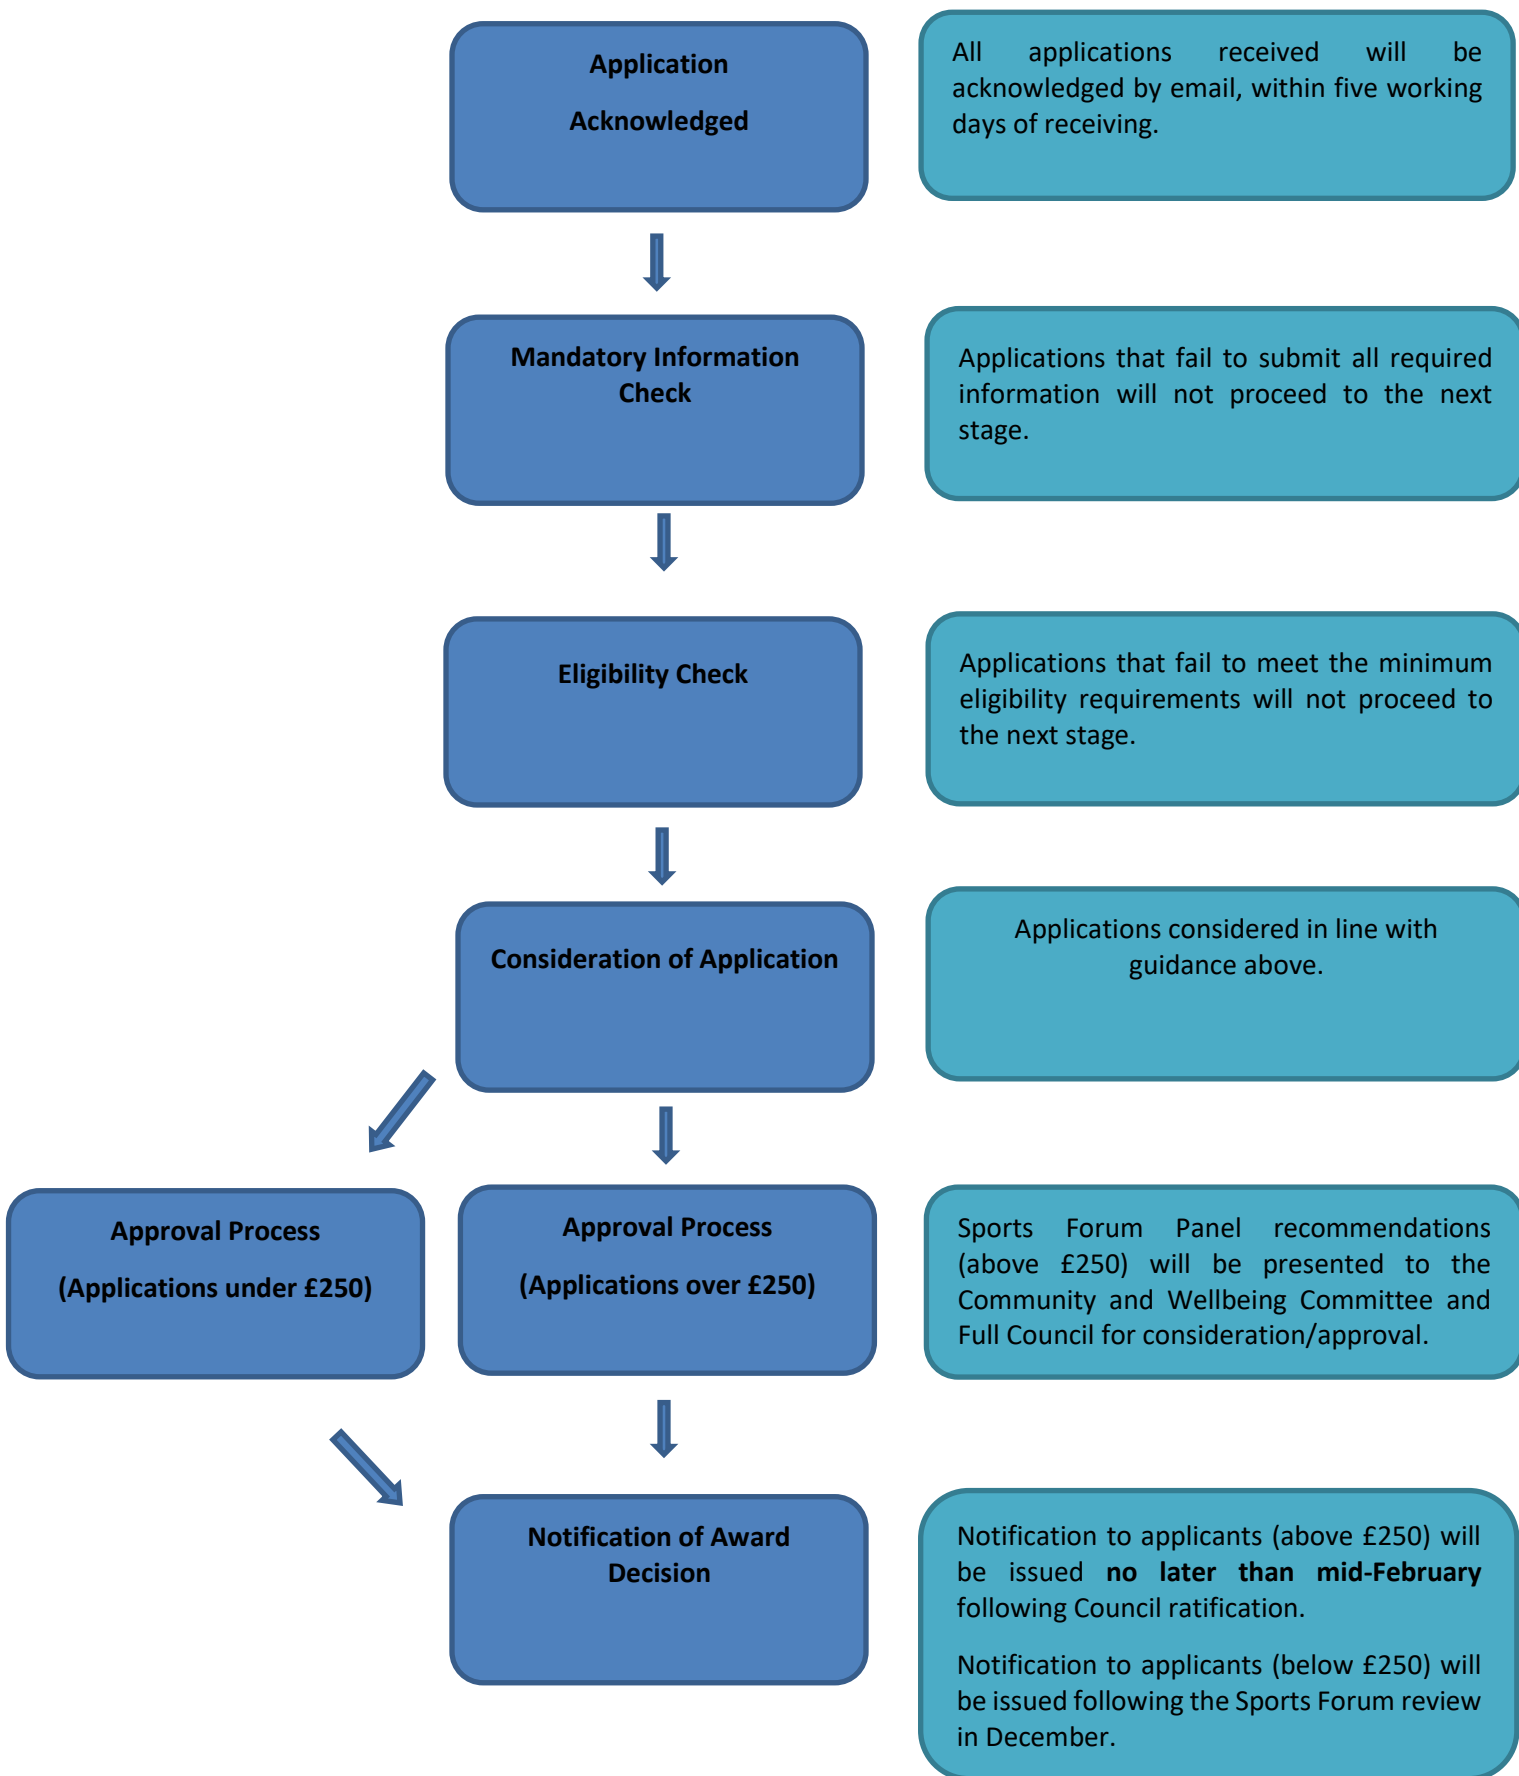 Application
Acknowledged
All applications received will be
acknowledged by email, within five working
days of receiving.
Mandatory Information
Check
Applications that fail to submit all required
information will not proceed to the next
stage.
Eligibility Check
Applications that fail to meet the minimum
eligibility requirements will not proceed to
the next stage.
Consideration of Application
Applications considered in line with
guidance above.
Approval Process
(Applications under £250)
Approval Process
(Applications over £250)
Sports Forum Panel recommendations
(above £250) will be presented to the
Community and Wellbeing Committee and
Full Council for consideration/approval.
Notification of Award
Decision
Notification to applicants (above £250) will
be issued no later than mid-February
following Council ratification.
Notification to applicants (below £250) will
be issued following the Sports Forum review
in December.